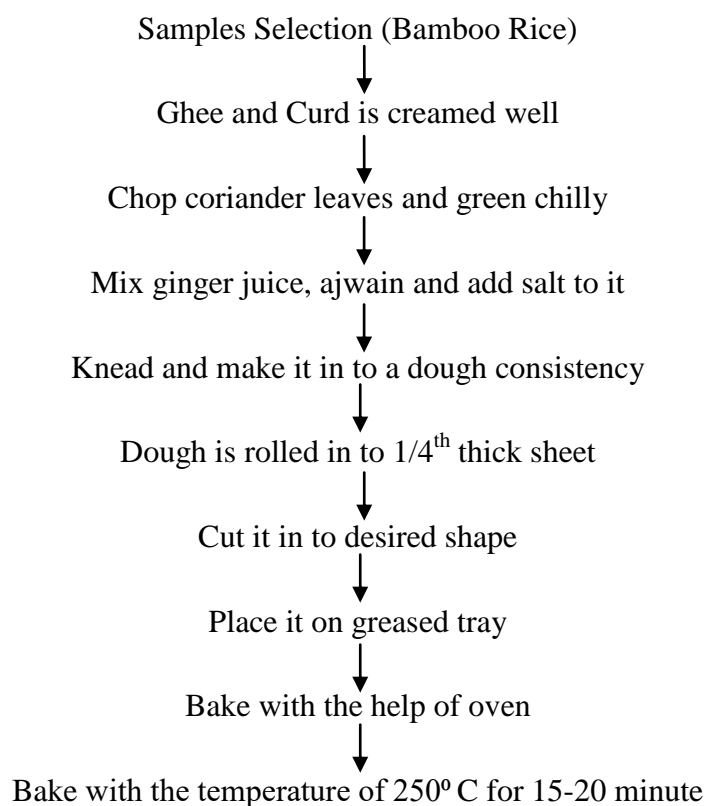 Samples Selection (Bamboo Rice)
Ghee and Curd is creamed well
Chop coriander leaves and green chilly
Mix ginger juice, ajwain and add salt to it
Knead and make it in to a dough consistency
Dough is rolled in to 1/4th thick sheet
Cut it in to desired shape
Place it on greased tray
Bake with the help of oven
Bake with the temperature of 250º C for 15-20 minute